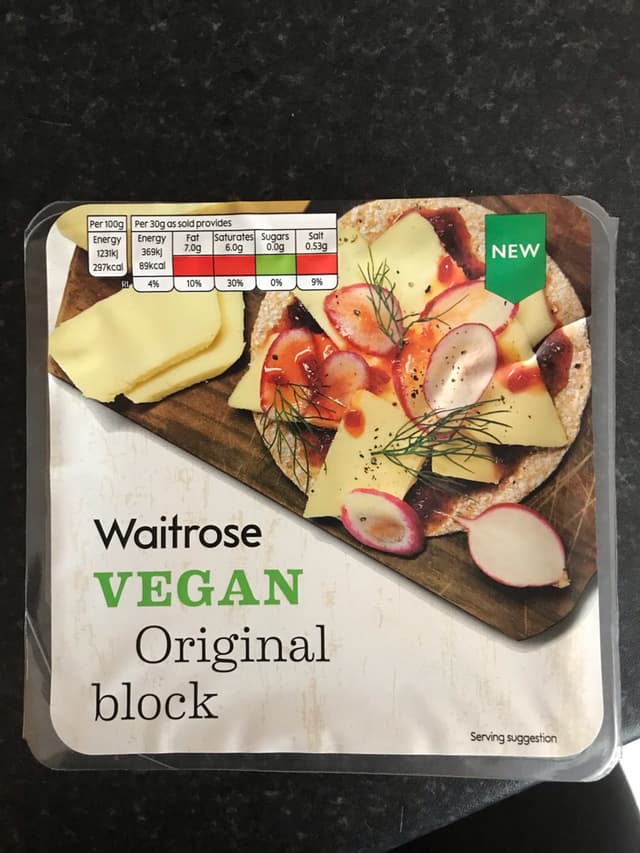 Per 100g
Energy
1231kj
297kcal
Per 30g as sold provides
Energy
369kj
89kcal
Fat
7.0g
Saturates
6.0g
Sugars
0.0g
Salt
0.53g
RI
4%
10%
30%
0%
9%
NEW
Waitrose
VEGAN
Original
block
Serving suggestion